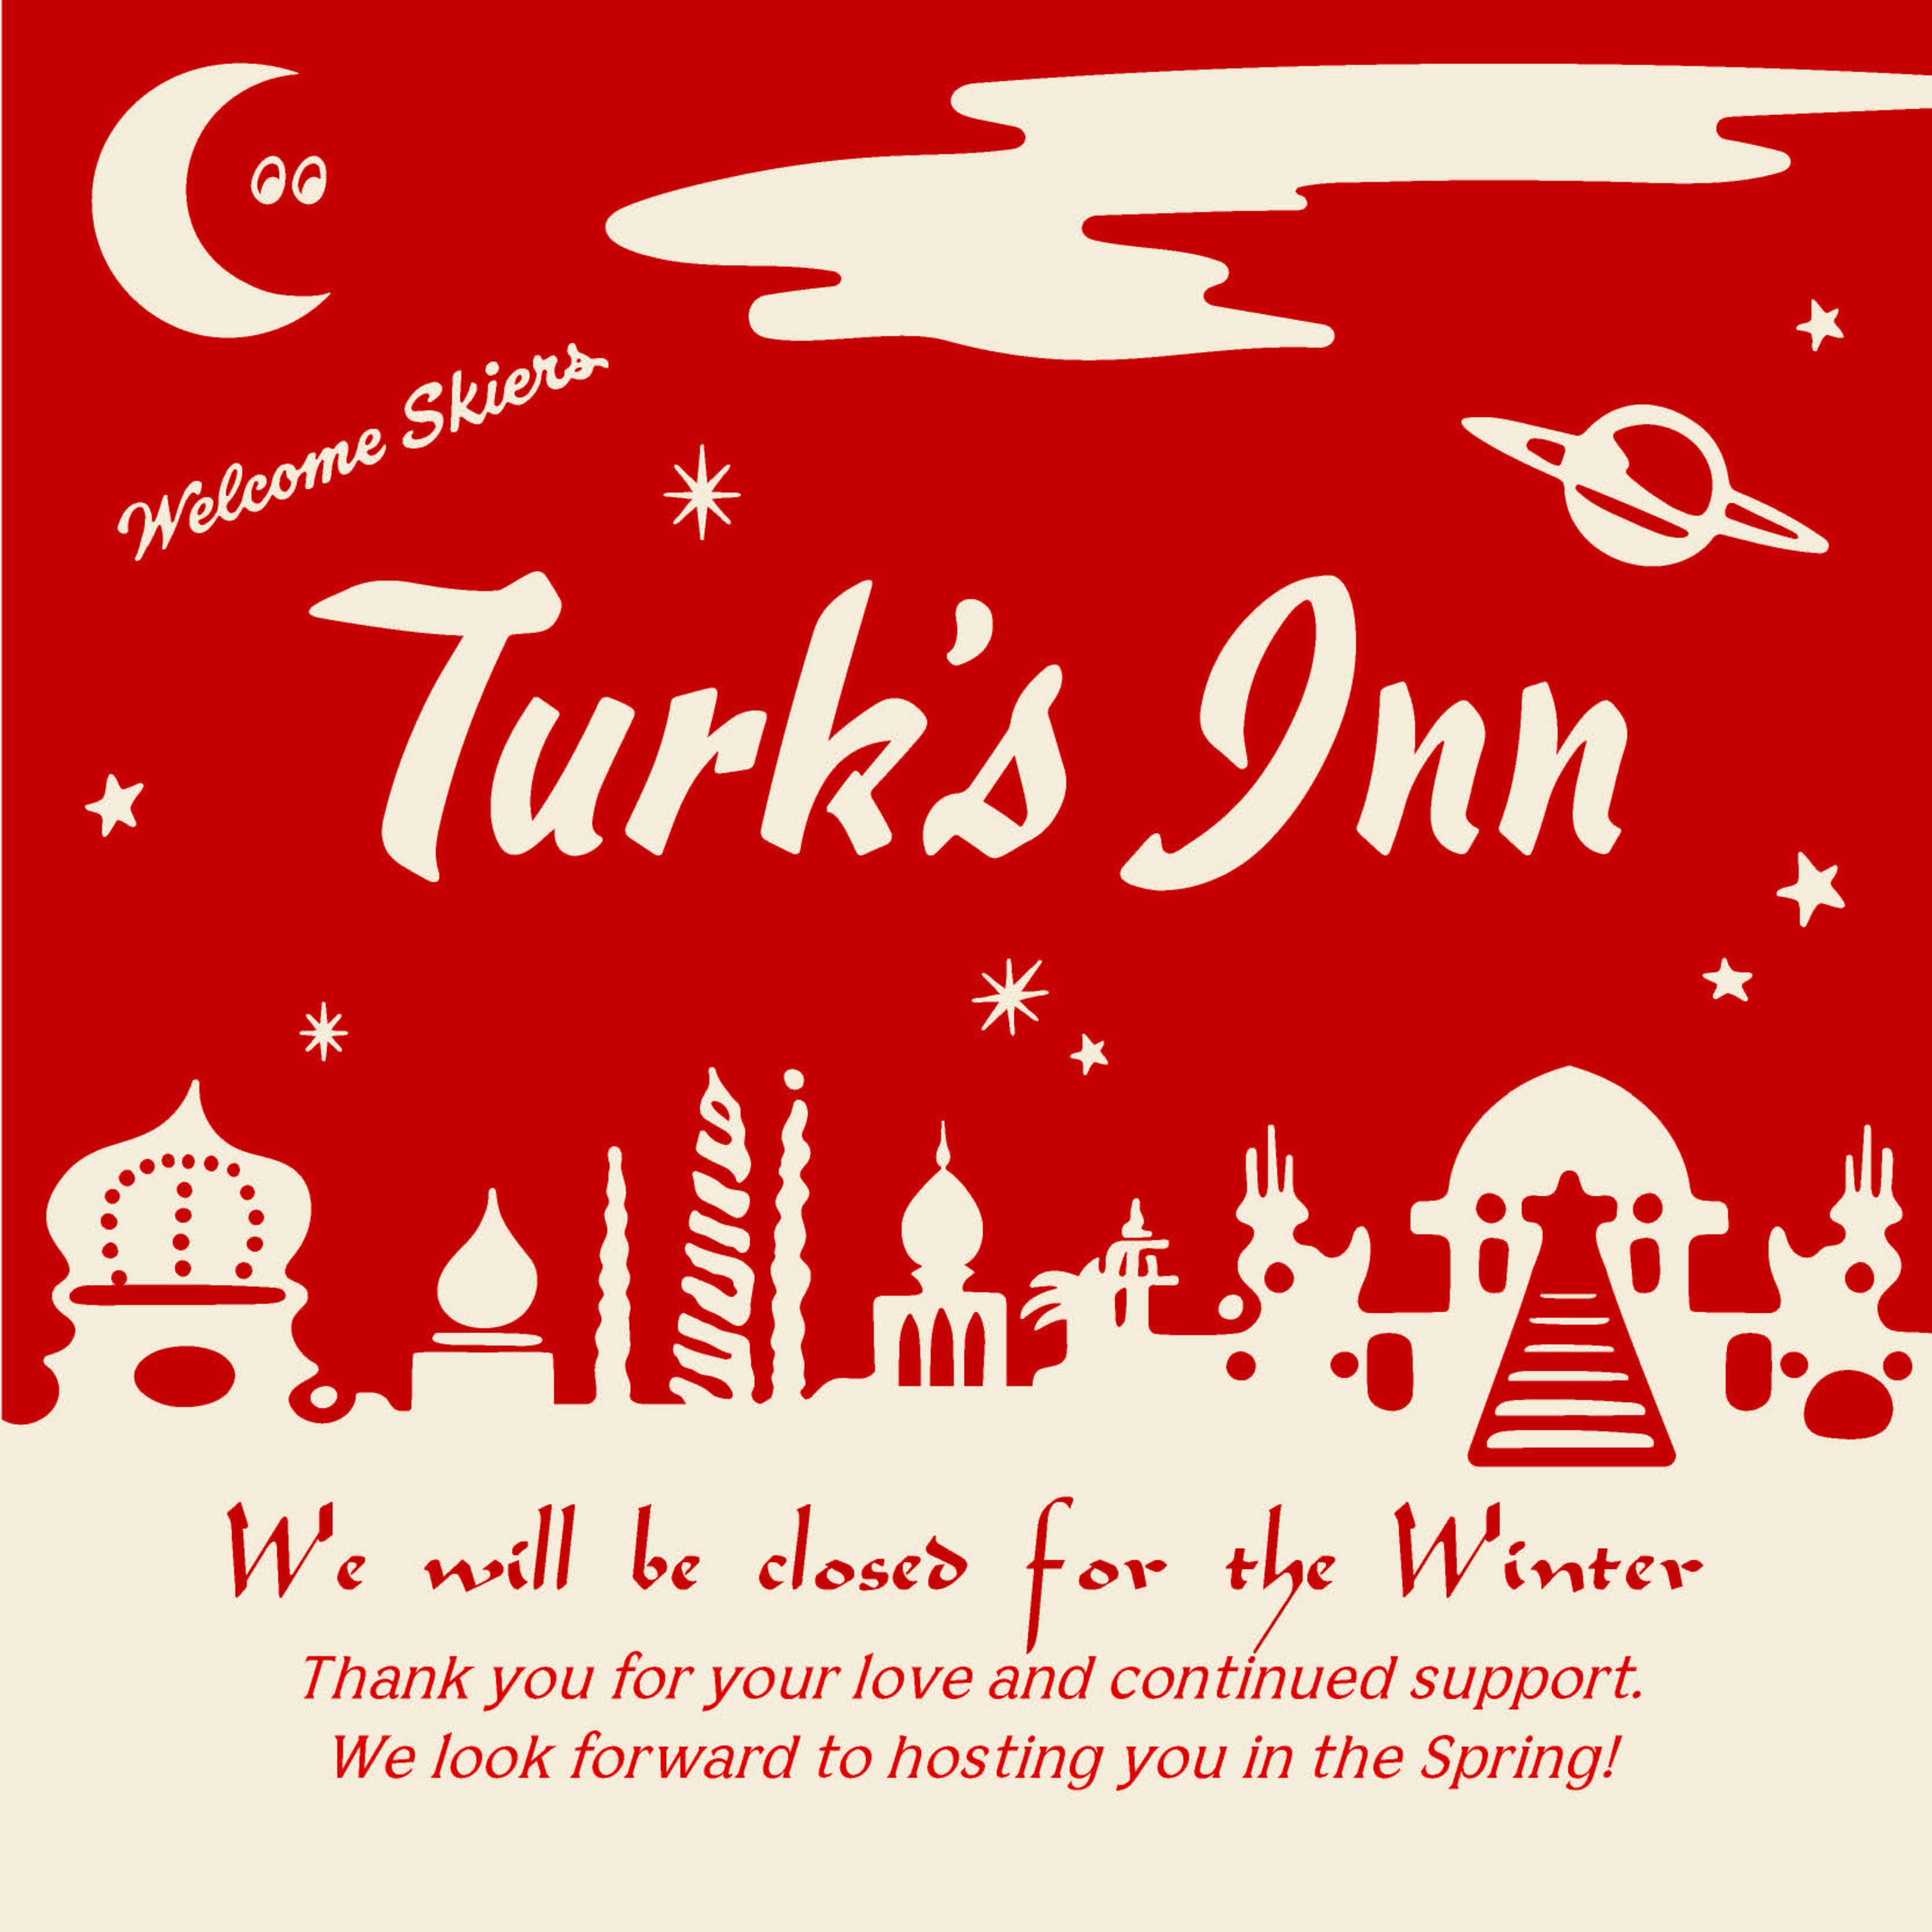 Welcome Skiers
Turk's Inn
We will be closed for the Winter
Thank you for your love and continued support.
We look forward to hosting you in the Spring!